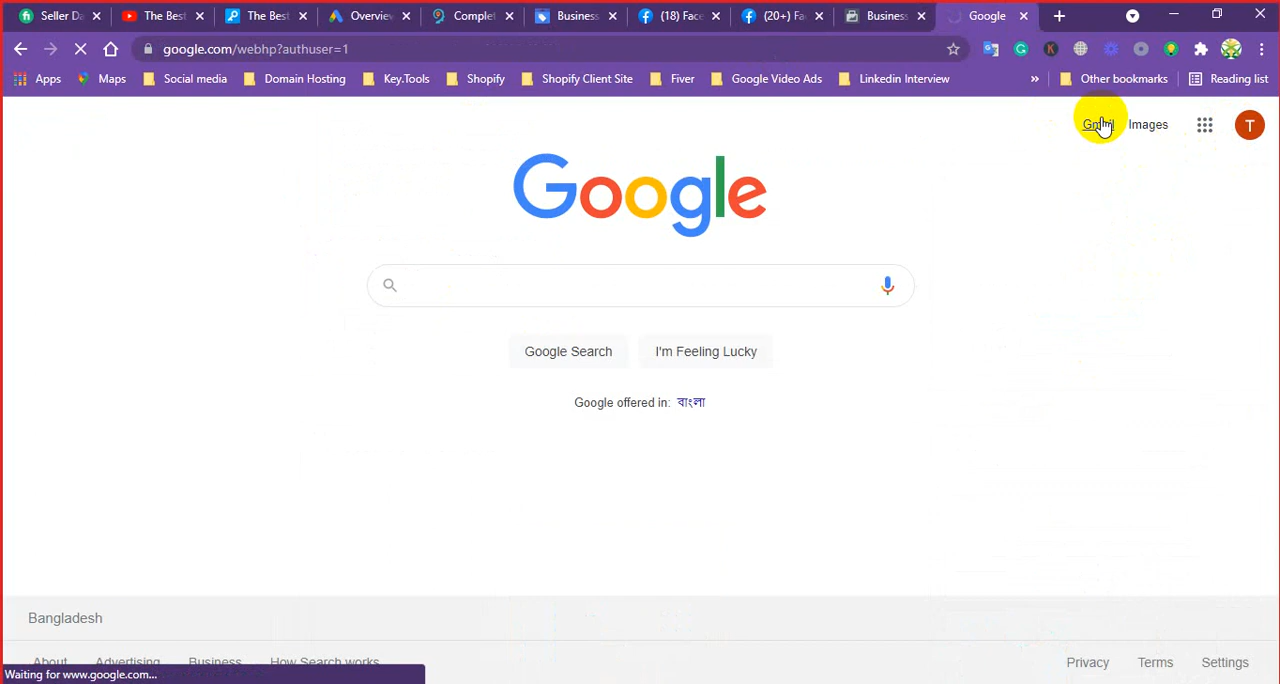 Seller Da The Best The Best Overviev Complet Business (18) Face (20+) Fa Business Google
google.com/webhp?authuser=1
Apps Maps Social media Domain Hosting Key.Tools Shopify Shopify Client Site Fiver Google Video Ads Linkedin Interview » Other bookmarks Reading list
Gmail Images T
Google
Google Search I'm Feeling Lucky
Google offered in: বাংলা
Bangladesh
About Advertising Business How Search works Privacy Terms Settings
Waiting for www.google.com...